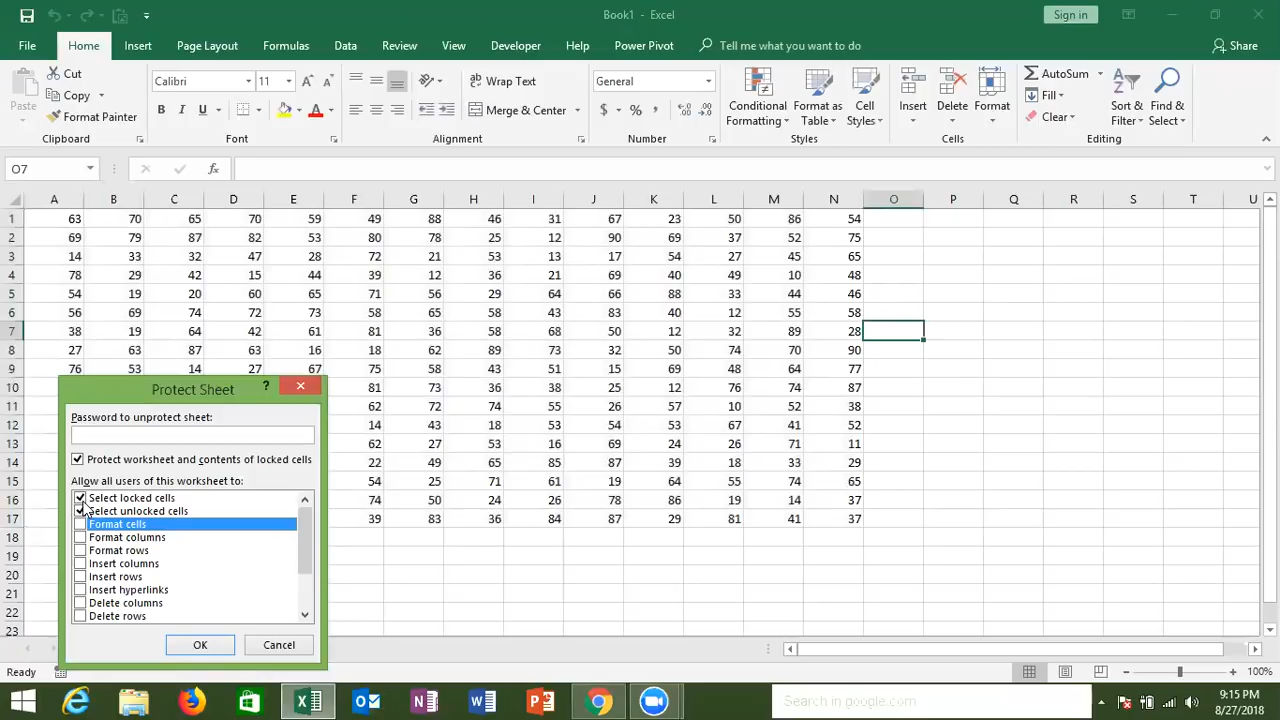 Book1 - Excel
Sign in
File Home Insert Page Layout Formulas Data Review View Developer Help Power Pivot Tell me what you want to do Share
Paste
Cut
Copy
Format Painter
Clipboard
Calibri 11
B I U A
Font
Wrap Text
Merge & Center
Alignment
General
$ % ,
Number
Conditional Formatting
Format as Table
Cell Styles
Styles
Insert Delete Format
Cells
AutoSum
Fill
Clear
Sort & Filter
Find & Select
Editing
O7 fx
A B C D E F G H I J K L M N O P Q R S T U
1 63 70 65 70 59 49 88 46 31 67 23 50 86 54
2 69 79 87 82 53 80 78 25 12 90 69 37 52 75
3 14 33 32 47 28 72 21 53 13 17 54 27 45 65
4 78 29 42 15 44 39 12 36 21 69 40 49 10 48
5 54 19 20 60 65 71 56 29 64 66 88 33 44 46
6 56 69 74 72 73 58 65 58 43 83 40 12 55 58
7 38 19 64 42 61 81 36 58 68 50 12 32 89 28
8 27 63 87 63 16 18 62 89 73 32 50 74 70 90
9 76 53 14 27 67 75 58 43 51 15 69 48 64 77
10 81 73 36 38 25 12 76 74 87
11 62 72 74 55 26 57 10 52 38
12 14 43 18 53 54 53 67 41 52
13 62 27 53 16 69 24 26 71 11
14 22 49 65 85 87 39 18 33 29
15 54 25 71 61 19 64 74 65
16 74 50 24 26 78 86 19 14 37
17 39 83 36 84 87 29 81 41 37
18
19
20
21
22
23
Protect Sheet ?
Password to unprotect sheet:
Protect worksheet and contents of locked cells
Allow all users of this worksheet to:
Select locked cells
Select unlocked cells
Format cells
Format columns
Format rows
Insert columns
Insert rows
Insert hyperlinks
Delete columns
Delete rows
OK Cancel
Ready 100%
Search in google.com
9:15 PM
8/27/2018